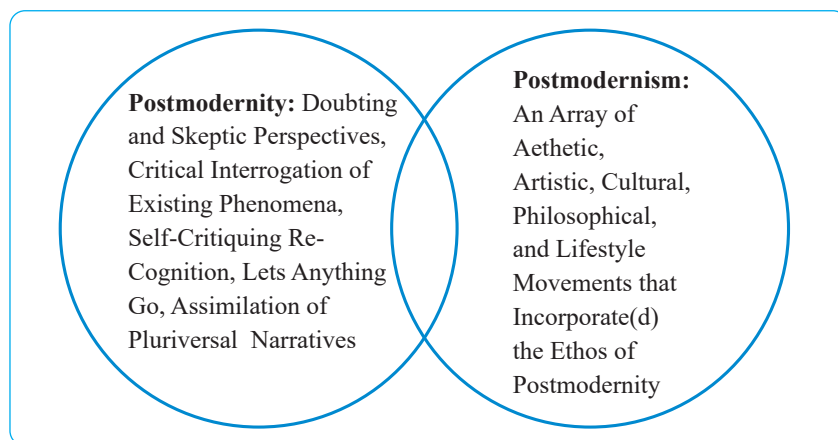 Postmodernity: Doubting
and Skeptic Perspectives,
Critical Interrogation of
Existing Phenomena,
Self-Critiquing Re-
Cognition, Lets Anything
Go, Assimilation of
Pluriversal Narratives
Postmodernism:
An Array of
Aethetic,
Artistic, Cultural,
Philosophical,
and Lifestyle
Movements that
Incorporate(d)
the Ethos of
Postmodernity